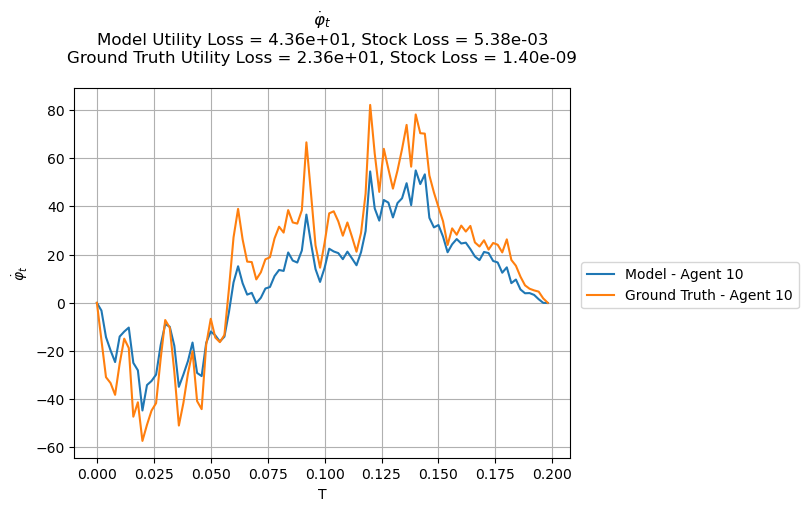 φ̇ₜ
Model Utility Loss = 4.36e+01, Stock Loss = 5.38e-03
Ground Truth Utility Loss = 2.36e+01, Stock Loss = 1.40e-09
80
60
40
20
0
−20
−40
−60
φ̇ₜ
0.000 0.025 0.050 0.075 0.100 0.125 0.150 0.175 0.200
T
Model - Agent 10
Ground Truth - Agent 10